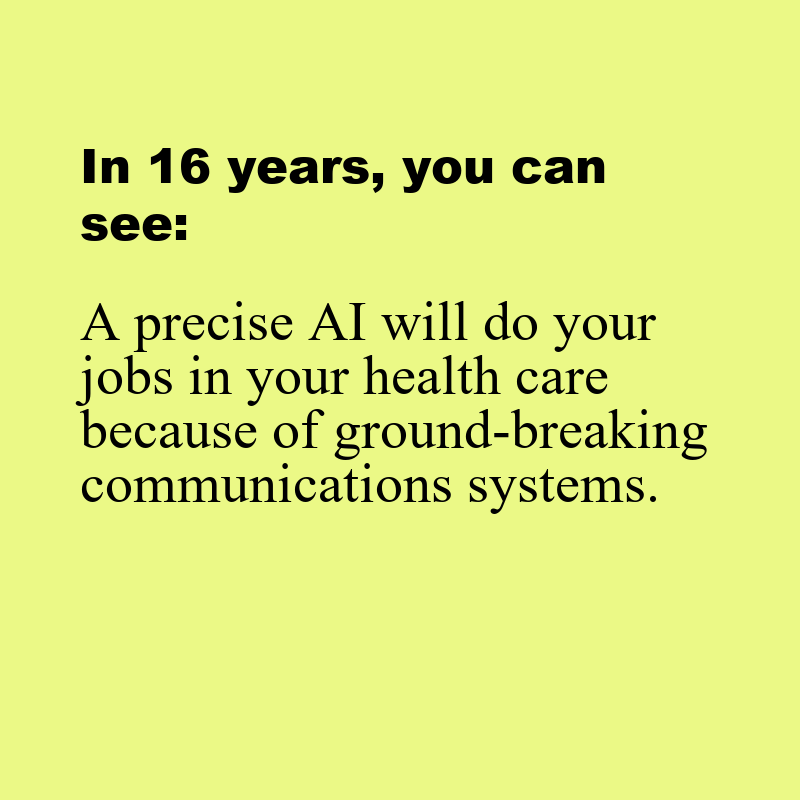 In 16 years, you can
see:
A precise AI will do your
jobs in your health care
because of ground-breaking
communications systems.